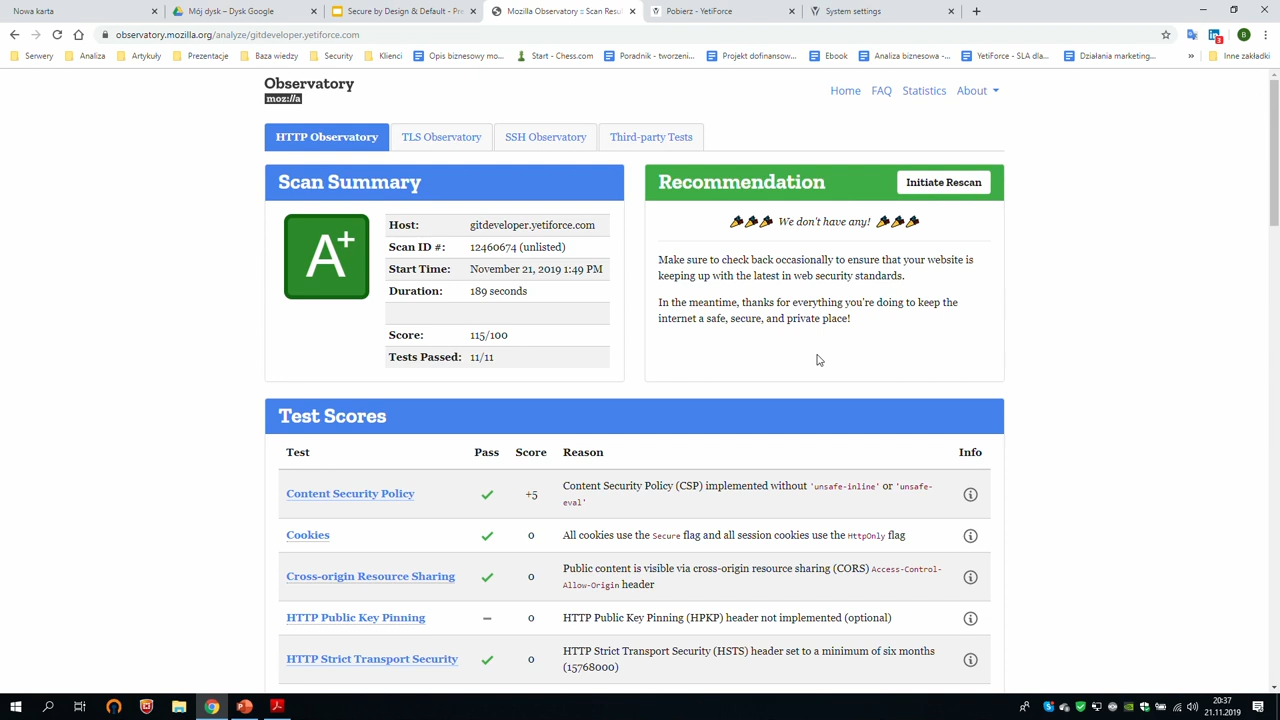 Nowa karta
Mój dysk – Dysk Google
Secure by Design & Default - Pre
Mozilla Observatory :: Scan Resu
Pobierz - YetiForce
System settings
observatory.mozilla.org/analyze/gitdeveloper.yetiforce.com
Serwery
Analiza
Artykuły
Prezentacje
Baza wiedzo
Security
Klienci
Opis biznesowy mo...
Start - Chess.com
Poradnik - tworzeni...
Projekt dofinansow...
Ebook
Analiza biznesowa -...
YetiForce - SLA dla...
Działania marketing...
»
Inne zakładki
Observatory
moz://a
Home
FAQ
Statistics
About
HTTP Observatory
TLS Observatory
SSH Observatory
Third-party Tests
Scan Summary
A+
Host: gitdeveloper.yetiforce.com
Scan ID #: 12460674 (unlisted)
Start Time: November 21, 2019 1:49 PM
Duration: 189 seconds
Score: 115/100
Tests Passed: 11/11
Recommendation
Initiate Rescan
We don't have any!
Make sure to check back occasionally to ensure that your website is
keeping up with the latest in web security standards.
In the meantime, thanks for everything you're doing to keep the
internet a safe, secure, and private place!
Test Scores
Test Pass Score Reason Info
Content Security Policy +5 Content Security Policy (CSP) implemented without 'unsafe-inline' or 'unsafe-
eval'
Cookies 0 All cookies use the Secure flag and all session cookies use the HttpOnly flag
Cross-origin Resource Sharing 0 Public content is visible via cross-origin resource sharing (CORS) Access-Control-
Allow-Origin header
HTTP Public Key Pinning – 0 HTTP Public Key Pinning (HPKP) header not implemented (optional)
HTTP Strict Transport Security 0 HTTP Strict Transport Security (HSTS) header set to a minimum of six months
(15768000)
20:37
21.11.2019